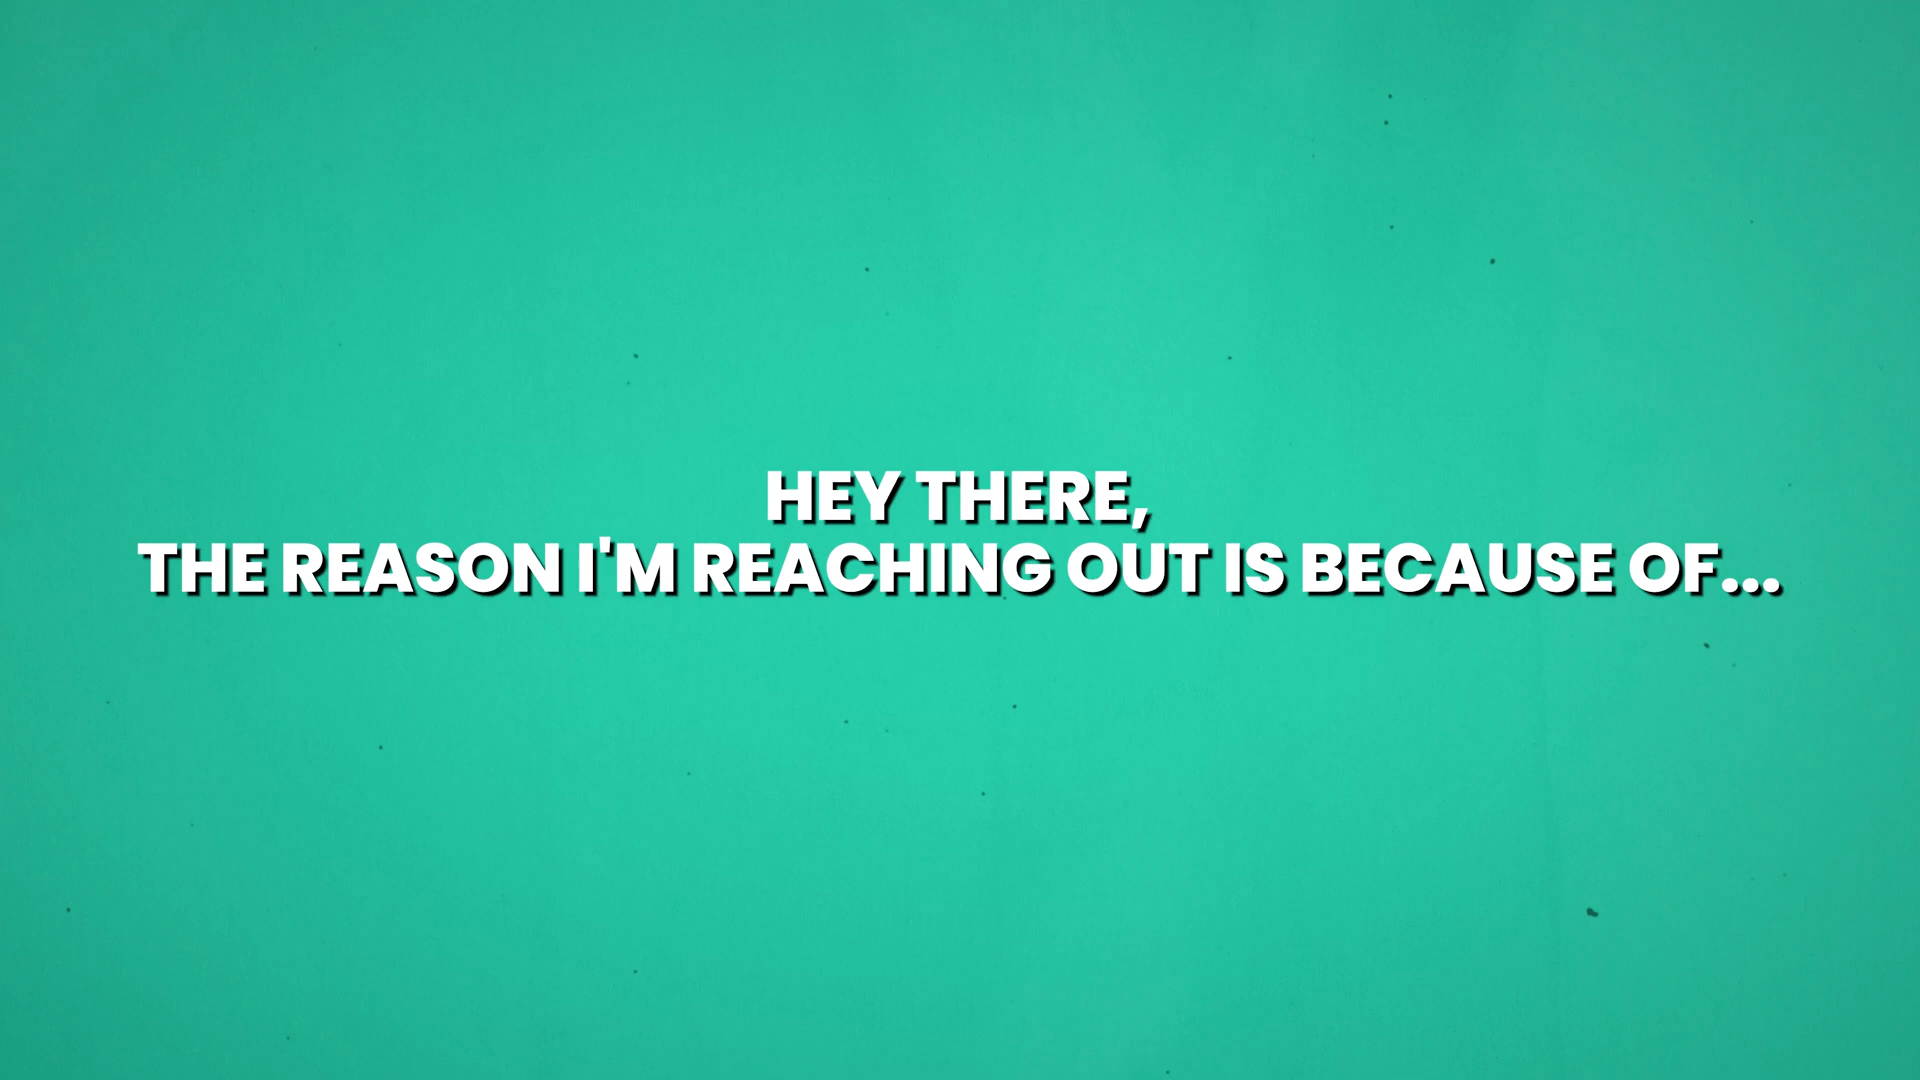 HEY THERE,
THE REASON I'M REACHING OUT IS BECAUSE OF...